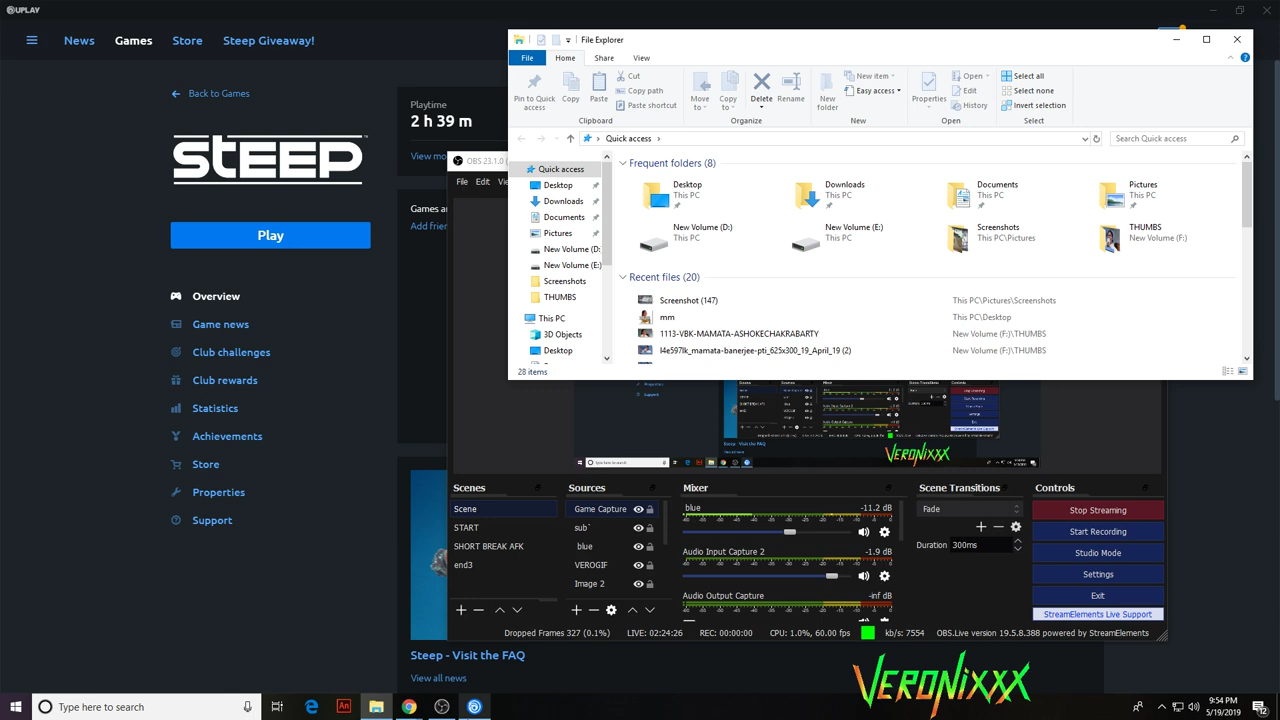 UPLAY
News
Games
Store
Steep Giveaway!
Back to Games
STEEP
Play
Overview
Game news
Club challenges
Club rewards
Statistics
Achievements
Store
Properties
Support
Playtime
2 h 39 m
View mo
Games a
Add frie
Steep - Visit the FAQ
View all news
File Explorer
File
Home
Share
View
Pin to Quick access
Copy
Paste
Cut
Copy path
Paste shortcut
Clipboard
Move to
Copy to
Delete
Rename
Organize
New folder
New item
Easy access
New
Properties
Open
Edit
History
Open
Select all
Select none
Invert selection
Select
Quick access
Search Quick access
Quick access
Desktop
Downloads
Documents
Pictures
New Volume (D:
New Volume (E:)
Screenshots
THUMBS
This PC
3D Objects
Desktop
Frequent folders (8)
Desktop
This PC
Downloads
This PC
Documents
This PC
Pictures
This PC
New Volume (D:)
This PC
New Volume (E:)
This PC
Screenshots
This PC\Pictures
THUMBS
New Volume (F:)
Recent files (20)
Screenshot (147)
This PC\Pictures\Screenshots
mm
This PC\Desktop
1113-VBK-MAMATA-ASHOKECHAKRABARTY
New Volume (F:)\THUMBS
l4e597lk_mamata-banerjee-pti_625x300_19_April_19 (2)
New Volume (F:)\THUMBS
28 items
OBS 23.1.0 (
File
Edit
Vi
VERONiXXX
Scenes
Scene
START
SHORT BREAK AFK
end3
Sources
Game Capture
sub`
blue
VEROGIF
Image 2
Mixer
blue
-11.2 dB
Audio Input Capture 2
-1.9 dB
Audio Output Capture
-inf dB
Scene Transitions
Fade
Duration
300ms
Controls
Stop Streaming
Start Recording
Studio Mode
Settings
Exit
StreamElements Live Support
Dropped Frames 327 (0.1%)
LIVE: 02:24:26
REC: 00:00:00
CPU: 1.0%, 60.00 fps
kb/s: 7554
OBS.Live version 19.5.8.388 powered by StreamElements
VERONiXXX
Type here to search
An
9:54 PM
5/19/2019
12